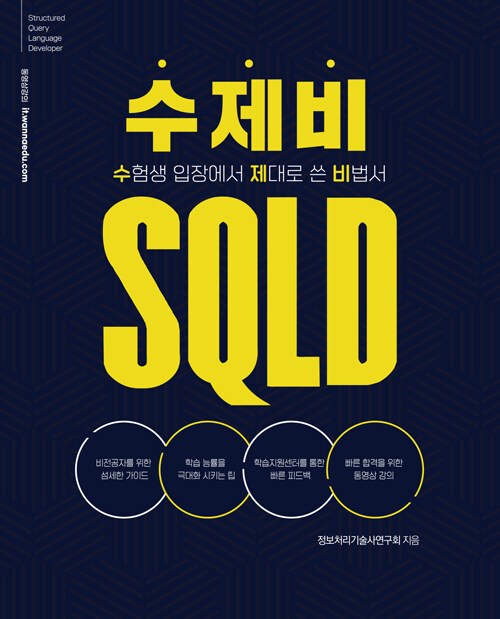 Structured
Query
Language
Developer
동영상강의 it.wannaedu.com
수제비
수험생 입장에서 제대로 쓴 비법서
SQLD
비전공자를 위한
섬세한 가이드
학습 능률을
극대화 시키는 팁
학습지원센터를 통한
빠른 피드백
빠른 합격을 위한
동영상 강의
정보처리기술사연구회 지음